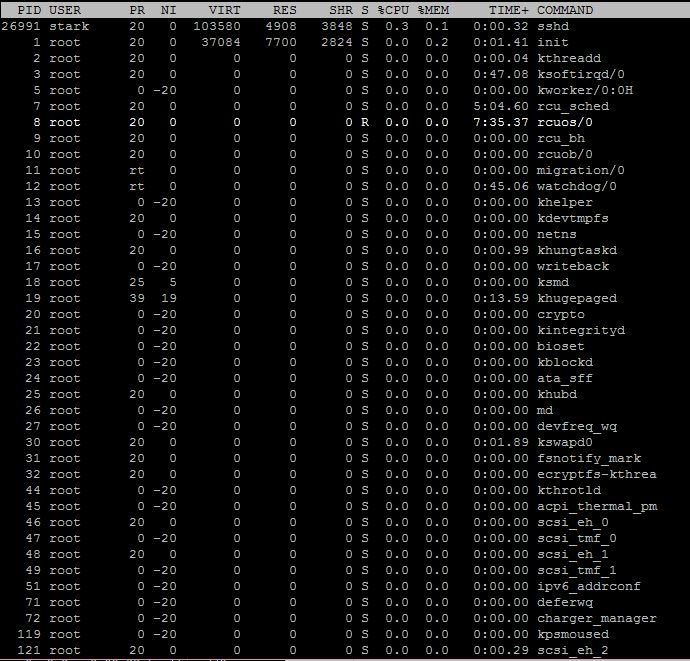 PID USER PR NI VIRT RES SHR S %CPU %MEM TIME+ COMMAND
26991 stark 20 0 103580 4908 3848 S 0.3 0.1 0:00.32 sshd
1 root 20 0 37084 7700 2824 S 0.0 0.2 0:01.41 init
2 root 20 0 0 0 0 S 0.0 0.0 0:00.04 kthreadd
3 root 20 0 0 0 0 S 0.0 0.0 0:47.08 ksoftirqd/0
5 root 0 -20 0 0 0 S 0.0 0.0 0:00.00 kworker/0:0H
7 root 20 0 0 0 0 S 0.0 0.0 5:04.60 rcu_sched
8 root 20 0 0 0 0 R 0.0 0.0 7:35.37 rcuos/0
9 root 20 0 0 0 0 S 0.0 0.0 0:00.00 rcu_bh
10 root 20 0 0 0 0 S 0.0 0.0 0:00.00 rcuob/0
11 root rt 0 0 0 0 S 0.0 0.0 0:00.00 migration/0
12 root rt 0 0 0 0 S 0.0 0.0 0:45.06 watchdog/0
13 root 0 -20 0 0 0 S 0.0 0.0 0:00.00 khelper
14 root 20 0 0 0 0 S 0.0 0.0 0:00.00 kdevtmpfs
15 root 0 -20 0 0 0 S 0.0 0.0 0:00.00 netns
16 root 20 0 0 0 0 S 0.0 0.0 0:00.99 khungtaskd
17 root 0 -20 0 0 0 S 0.0 0.0 0:00.00 writeback
18 root 25 5 0 0 0 S 0.0 0.0 0:00.00 ksmd
19 root 39 19 0 0 0 S 0.0 0.0 0:13.59 khugepaged
20 root 0 -20 0 0 0 S 0.0 0.0 0:00.00 crypto
21 root 0 -20 0 0 0 S 0.0 0.0 0:00.00 kintegrityd
22 root 0 -20 0 0 0 S 0.0 0.0 0:00.00 bioset
23 root 0 -20 0 0 0 S 0.0 0.0 0:00.00 kblockd
24 root 0 -20 0 0 0 S 0.0 0.0 0:00.00 ata_sff
25 root 20 0 0 0 0 S 0.0 0.0 0:00.00 khubd
26 root 0 -20 0 0 0 S 0.0 0.0 0:00.00 md
27 root 0 -20 0 0 0 S 0.0 0.0 0:00.00 devfreq_wq
30 root 20 0 0 0 0 S 0.0 0.0 0:01.89 kswapd0
31 root 20 0 0 0 0 S 0.0 0.0 0:00.00 fsnotify_mark
32 root 20 0 0 0 0 S 0.0 0.0 0:00.00 ecryptfs-kthrea
44 root 0 -20 0 0 0 S 0.0 0.0 0:00.00 kthrotld
45 root 0 -20 0 0 0 S 0.0 0.0 0:00.00 acpi_thermal_pm
46 root 20 0 0 0 0 S 0.0 0.0 0:00.00 scsi_eh_0
47 root 0 -20 0 0 0 S 0.0 0.0 0:00.00 scsi_tmf_0
48 root 20 0 0 0 0 S 0.0 0.0 0:00.00 scsi_eh_1
49 root 0 -20 0 0 0 S 0.0 0.0 0:00.00 scsi_tmf_1
51 root 0 -20 0 0 0 S 0.0 0.0 0:00.00 ipv6_addrconf
71 root 0 -20 0 0 0 S 0.0 0.0 0:00.00 deferwq
72 root 0 -20 0 0 0 S 0.0 0.0 0:00.00 charger_manager
119 root 0 -20 0 0 0 S 0.0 0.0 0:00.00 kpsmoused
121 root 20 0 0 0 0 S 0.0 0.0 0:00.29 scsi_eh_2